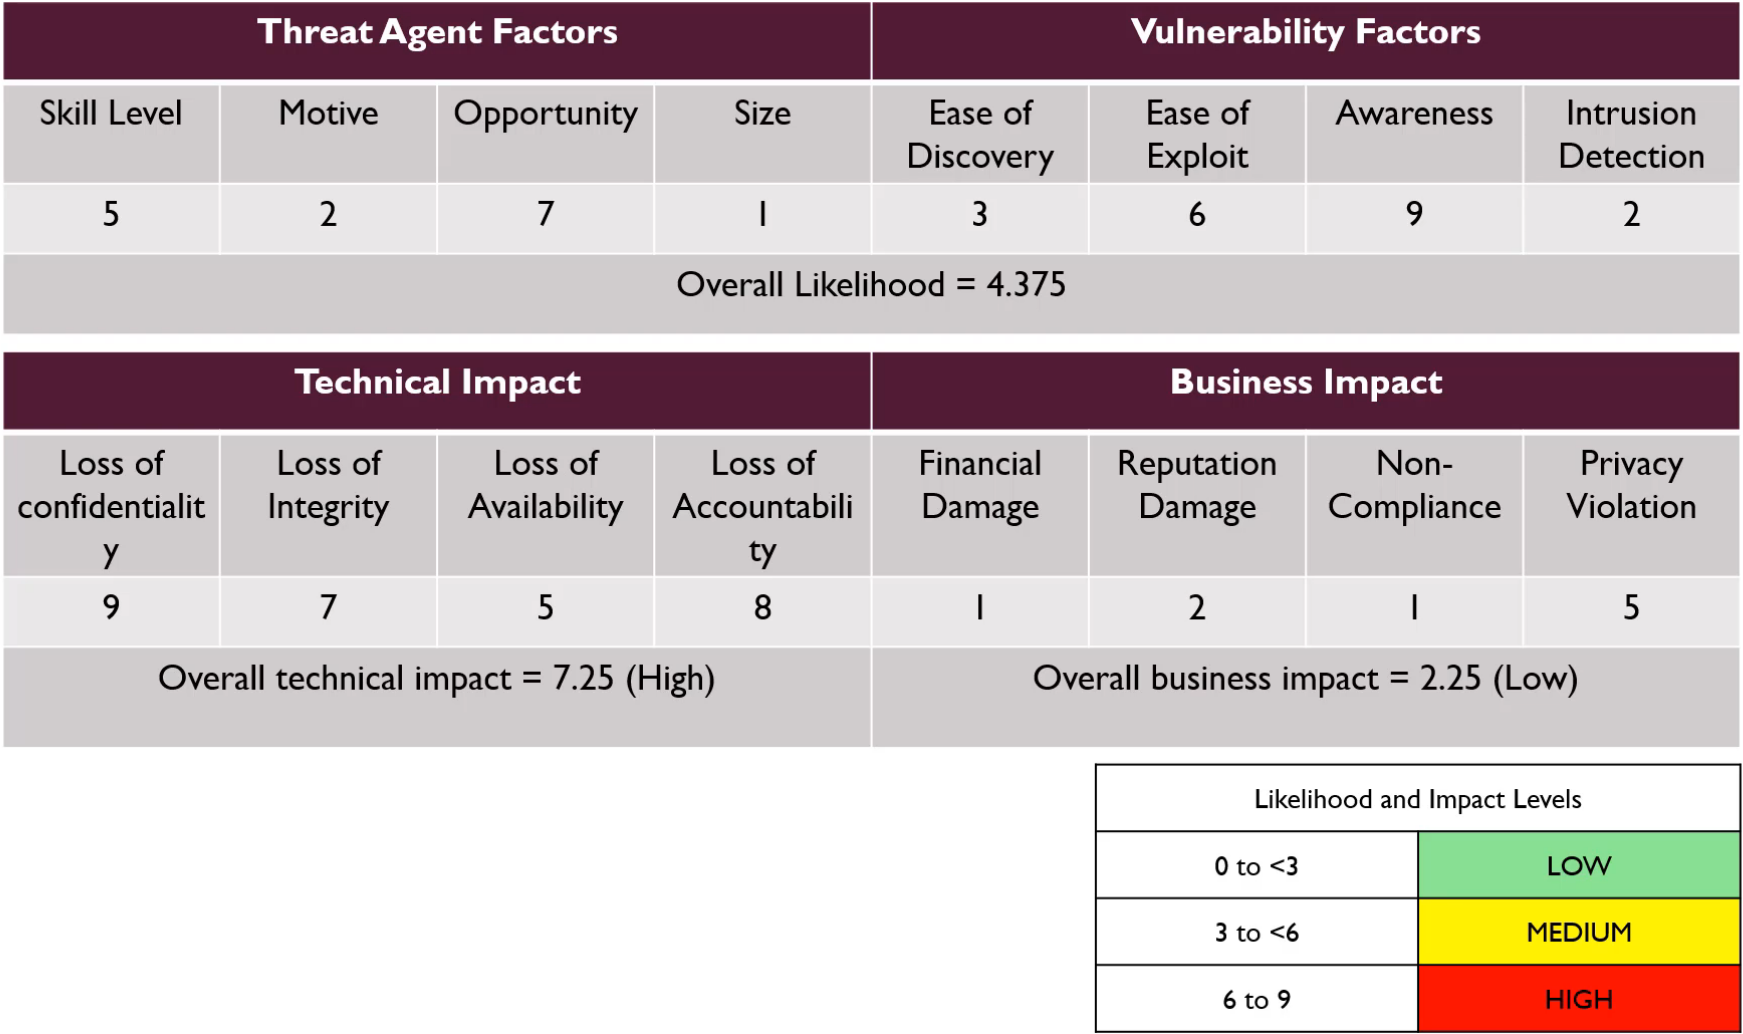 Threat Agent Factors Vulnerability Factors
Skill Level Motive Opportunity Size Ease of Ease of Awareness Intrusion
Discovery Exploit Detection
5 2 7 1 3 6 9 2
Overall Likelihood = 4.375
Technical Impact Business Impact
Loss of Loss of Loss of Loss of Financial Reputation Non- Privacy
confidentialit Integrity Availability Accountabili Damage Damage Compliance Violation
y ty
9 7 5 8 1 2 1 5
Overall technical impact = 7.25 (High) Overall business impact = 2.25 (Low)
Likelihood and Impact Levels
0 to <3 LOW
3 to <6 MEDIUM
6 to 9 HIGH